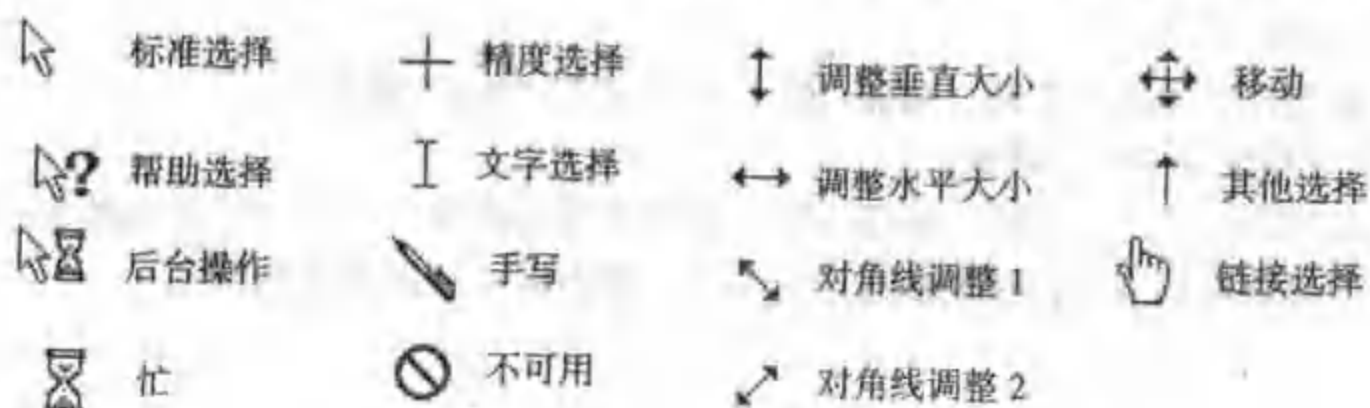 标准选择 精度选择 调整垂直大小 移动
帮助选择 文字选择 调整水平大小 其他选择
后台操作 手写 对角线调整 1 链接选择
忙 不可用 对角线调整 2